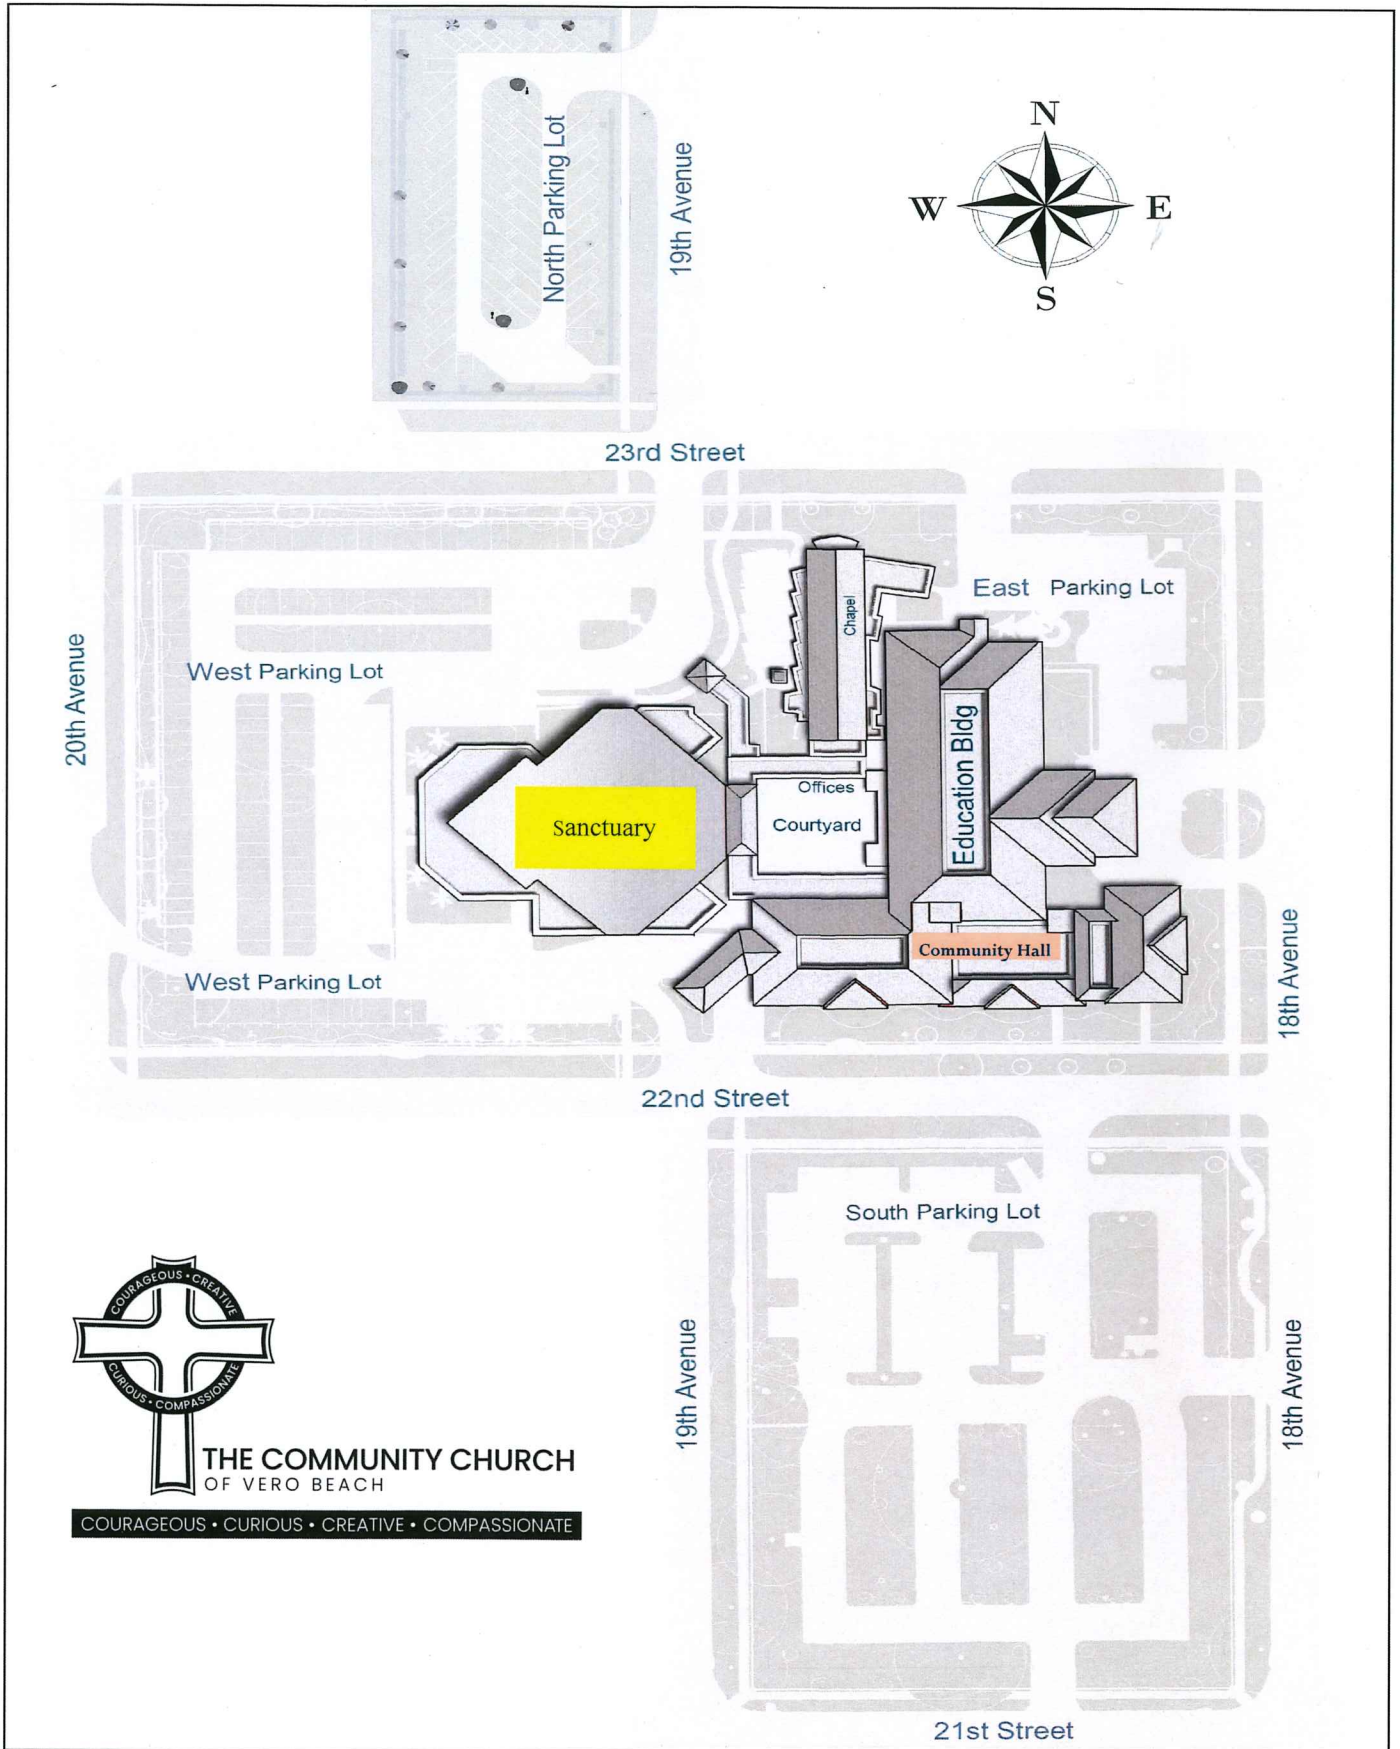 North Parking Lot
19th Avenue
N
W
E
S
23rd Street
East Parking Lot
Chapel
West Parking Lot
20th Avenue
Education Bldg
Offices
Courtyard
Sanctuary
Community Hall
West Parking Lot
18th Avenue
22nd Street
South Parking Lot
19th Avenue
18th Avenue
COURAGEOUS • CREATIVE
CURIOUS • COMPASSIONATE
THE COMMUNITY CHURCH
OF VERO BEACH
COURAGEOUS • CURIOUS • CREATIVE • COMPASSIONATE
21st Street